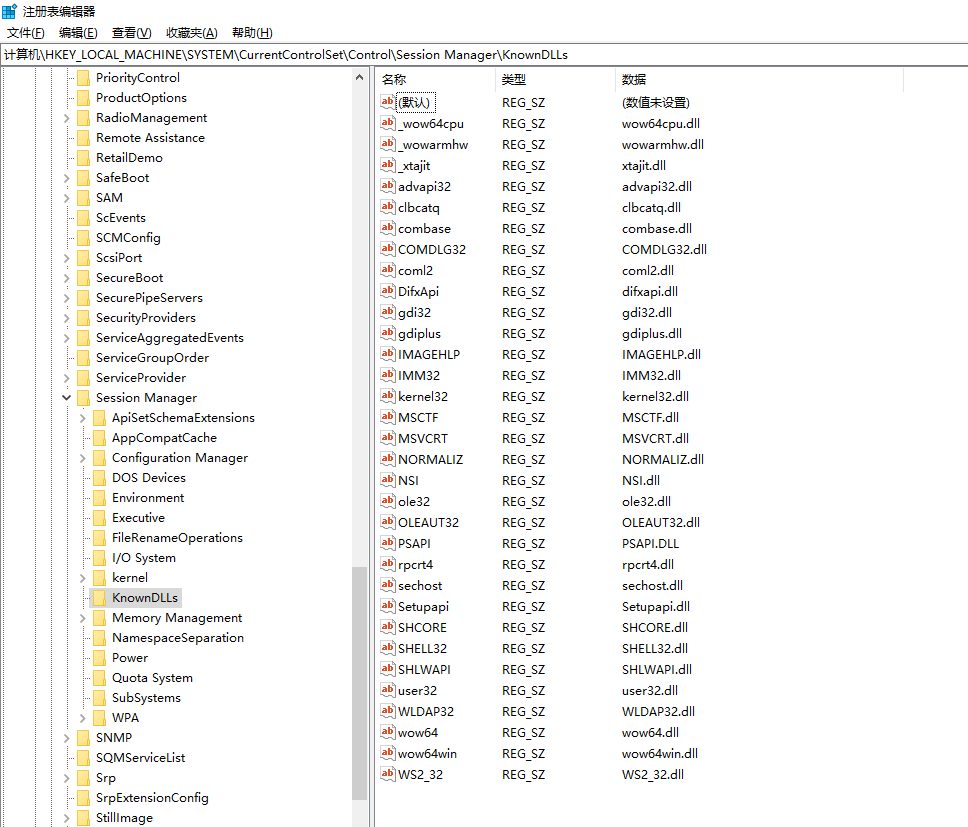 注册表编辑器
文件(F) 编辑(E) 查看(V) 收藏夹(A) 帮助(H)
计算机\HKEY_LOCAL_MACHINE\SYSTEM\CurrentControlSet\Control\Session Manager\KnownDLLs
PriorityControl
ProductOptions
RadioManagement
Remote Assistance
RetailDemo
SafeBoot
SAM
ScEvents
SCMConfig
ScsiPort
SecureBoot
SecurePipeServers
SecurityProviders
ServiceAggregatedEvents
ServiceGroupOrder
ServiceProvider
Session Manager
ApiSetSchemaExtensions
AppCompatCache
Configuration Manager
DOS Devices
Environment
Executive
FileRenameOperations
I/O System
kernel
KnownDLLs
Memory Management
NamespaceSeparation
Power
Quota System
SubSystems
WPA
SNMP
SQMServiceList
Srp
SrpExtensionConfig
StillImage
名称 类型 数据
(默认) REG_SZ (数值未设置)
_wow64cpu REG_SZ wow64cpu.dll
_wowarmhw REG_SZ wowarmhw.dll
_xtajit REG_SZ xtajit.dll
advapi32 REG_SZ advapi32.dll
clbcatq REG_SZ clbcatq.dll
combase REG_SZ combase.dll
COMDLG32 REG_SZ COMDLG32.dll
coml2 REG_SZ coml2.dll
DifxApi REG_SZ difxapi.dll
gdi32 REG_SZ gdi32.dll
gdiplus REG_SZ gdiplus.dll
IMAGEHLP REG_SZ IMAGEHLP.dll
IMM32 REG_SZ IMM32.dll
kernel32 REG_SZ kernel32.dll
MSCTF REG_SZ MSCTF.dll
MSVCRT REG_SZ MSVCRT.dll
NORMALIZ REG_SZ NORMALIZ.dll
NSI REG_SZ NSI.dll
ole32 REG_SZ ole32.dll
OLEAUT32 REG_SZ OLEAUT32.dll
PSAPI REG_SZ PSAPI.DLL
rpcrt4 REG_SZ rpcrt4.dll
sechost REG_SZ sechost.dll
Setupapi REG_SZ Setupapi.dll
SHCORE REG_SZ SHCORE.dll
SHELL32 REG_SZ SHELL32.dll
SHLWAPI REG_SZ SHLWAPI.dll
user32 REG_SZ user32.dll
WLDAP32 REG_SZ WLDAP32.dll
wow64 REG_SZ wow64.dll
wow64win REG_SZ wow64win.dll
WS2_32 REG_SZ WS2_32.dll